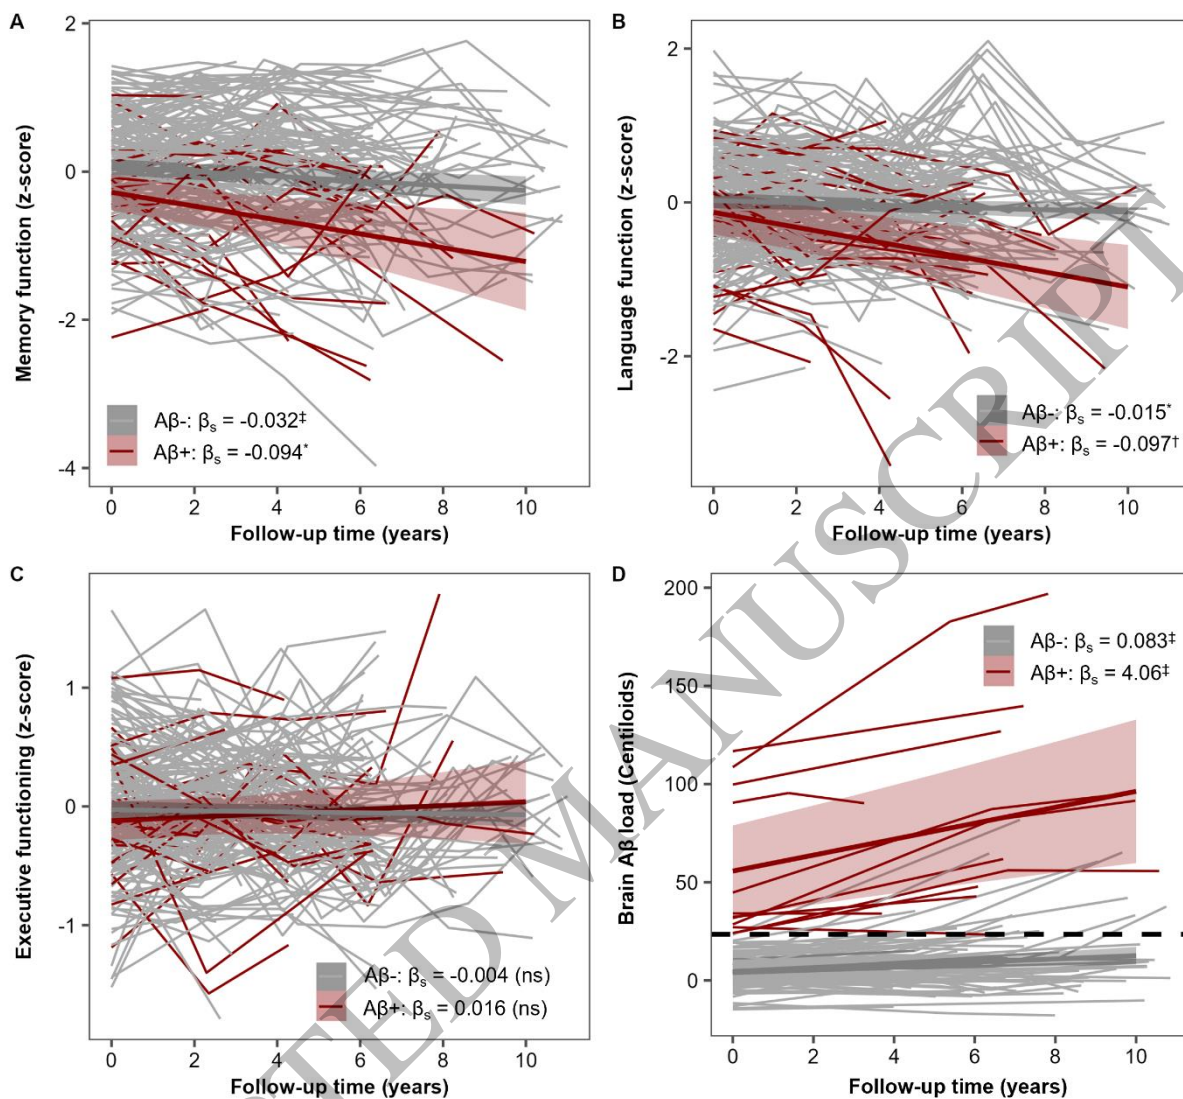 A
2
0
-2
-4
Memory function (z-score)
Aβ-: βs = -0.032‡
Aβ+: βs = -0.094*
0 2 4 6 8 10
Follow-up time (years)
B
2
0
-2
Language function (z-score)
Aβ-: βs = -0.015*
Aβ+: βs = -0.097†
0 2 4 6 8 10
Follow-up time (years)
C
1
0
-1
Executive functioning (z-score)
Aβ-: βs = -0.004 (ns)
Aβ+: βs = 0.016 (ns)
0 2 4 6 8 10
Follow-up time (years)
D
200
150
100
50
0
Brain Aβ load (Centiloids)
Aβ-: βs = 0.083‡
Aβ+: βs = 4.06‡
0 2 4 6 8 10
Follow-up time (years)
TED MANUSCRIPT